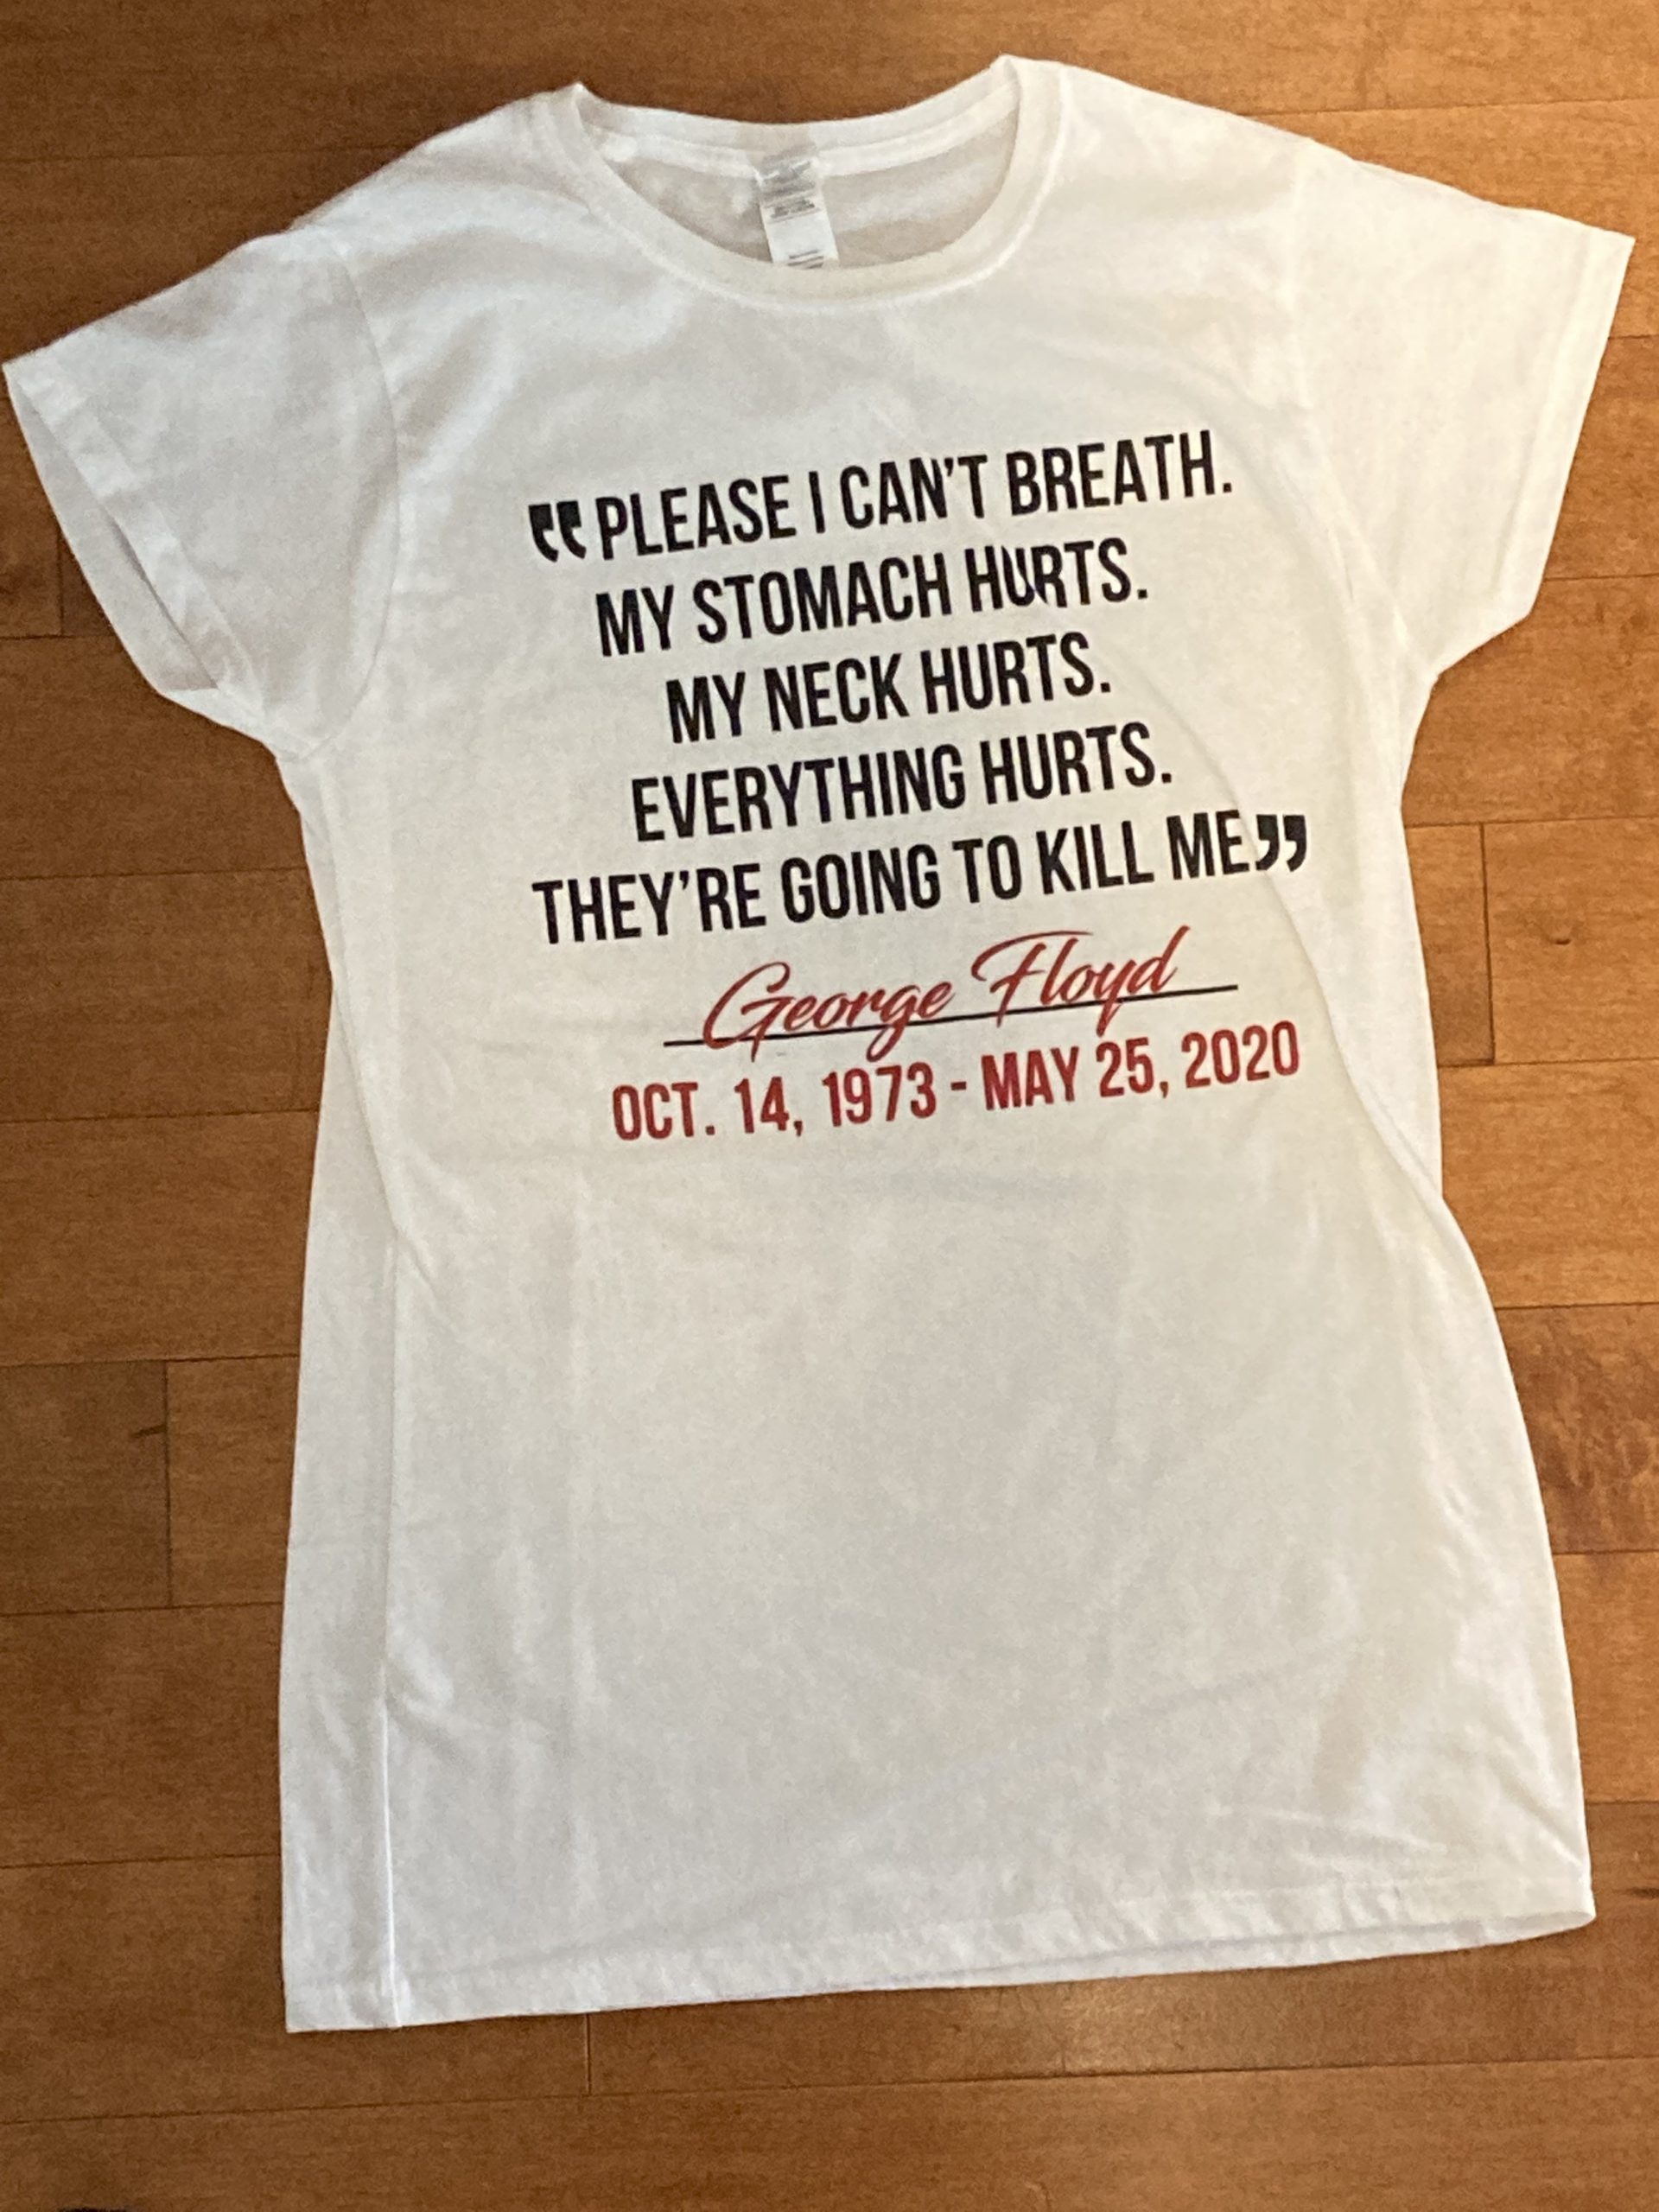 “PLEASE I CAN'T BREATH.
MY STOMACH HURTS.
MY NECK HURTS.
EVERYTHING HURTS.
THEY'RE GOING TO KILL ME”
George Floyd
OCT. 14, 1973 - MAY 25, 2020